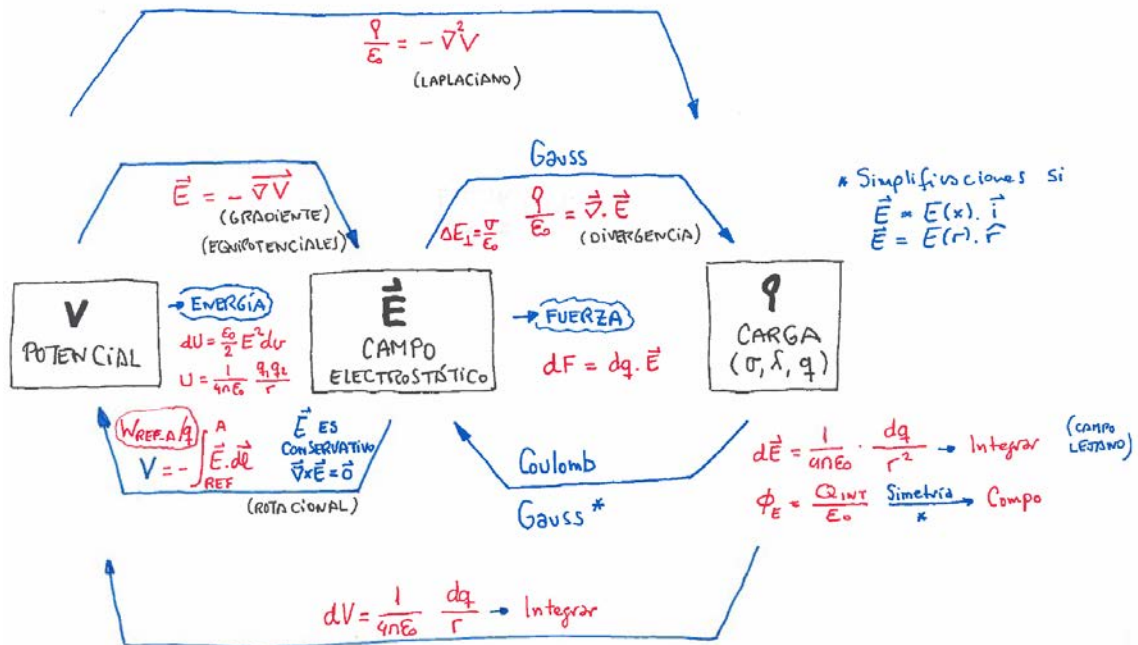 ρ/ε₀ = - ∇⃗²V
(LAPLACIANO)
Gauss
E⃗ = - ∇⃗V
(GRADIENTE)
(EQUIPOTENCIALES)
ΔE⊥ = σ/ε₀
ρ/ε₀ = ∇⃗. E⃗
(DIVERGENCIA)
* Simplificaciones si
E⃗ = E(x). i⃗
E⃗ = E(r). r̂
V
POTENCIAL
→ ENERGÍA
dU = ε₀/2 E² dv
U = 1/4πε₀ q₁q₂/r
E⃗
CAMPO
ELECTROSTÁTICO
→ FUERZA
dF = dq. E⃗
ρ
CARGA
(σ, λ, q)
W REF→A/q
V = - ∫ REF A E⃗. dl⃗
E⃗ ES
CONSERVATIVO
∇⃗×E⃗ = 0⃗
(ROTACIONAL)
Coulomb
Gauss *
dE⃗ = 1/4πε₀ . dq/r² → Integrar
(CAMPO
LEJANO)
ϕE = QINT/ε₀ Simetría * → Campo
dV = 1/4πε₀ dq/r → Integrar